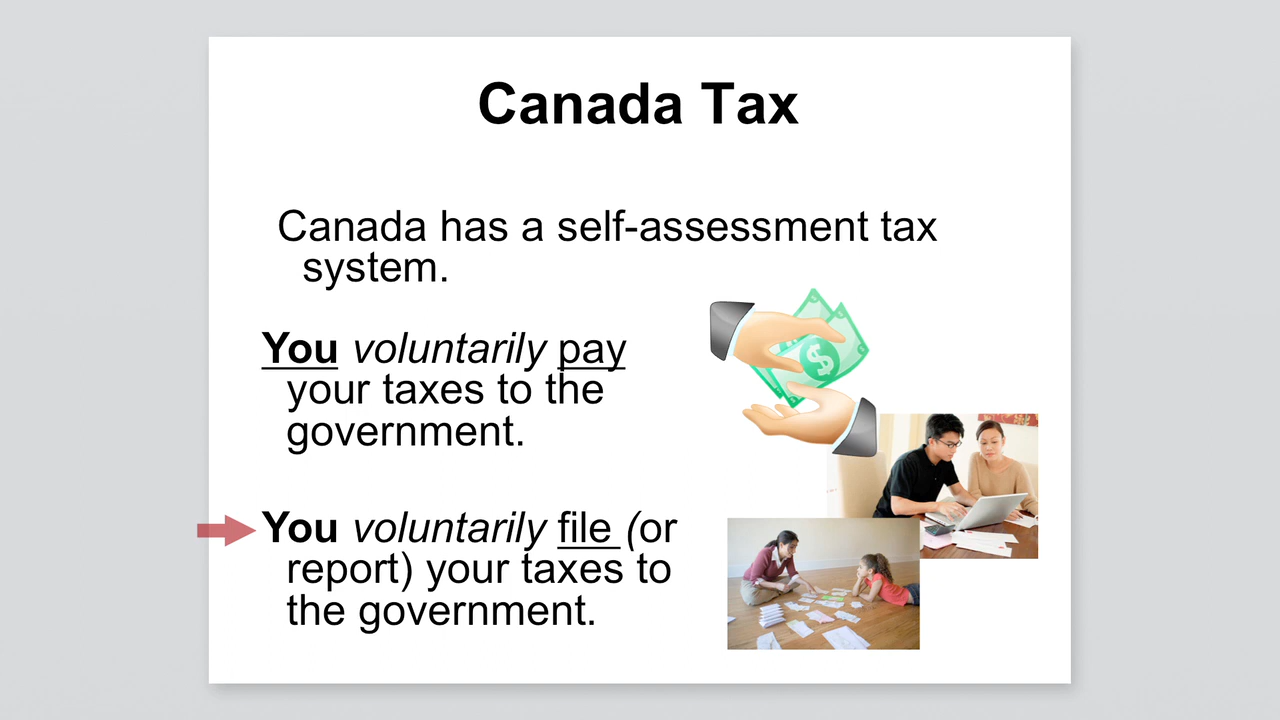 Canada Tax
Canada has a self-assessment tax
system.
You voluntarily pay
your taxes to the
government.
You voluntarily file (or
report) your taxes to
the government.
$